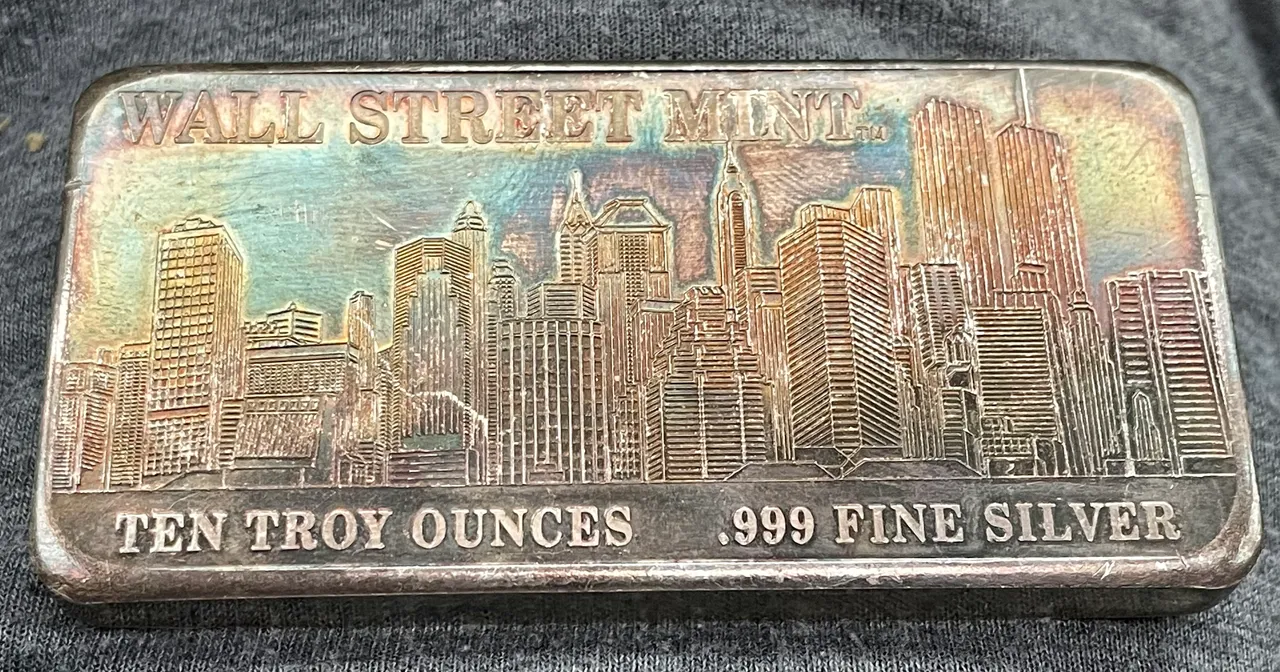 WALL STREET MINT™
TEN TROY OUNCES .999 FINE SILVER